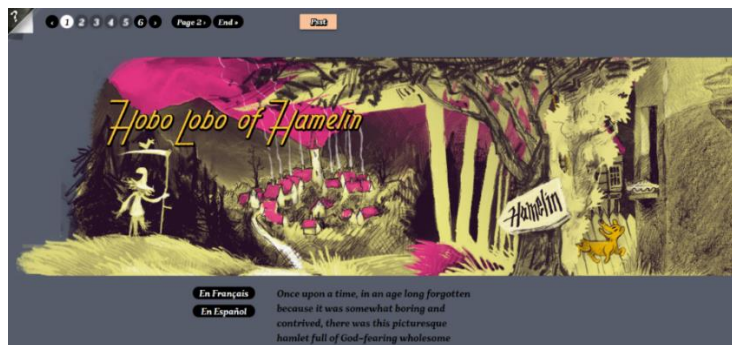 ?
‹ 1 2 3 4 5 6 › Page 2 › End »
Post
Hobo Lobo of Hamelin
Hamelin
En Français
En Español
Once upon a time, in an age long forgotten
because it was somewhat boring and
contrived, there was this picturesque
hamlet full of God-fearing wholesome